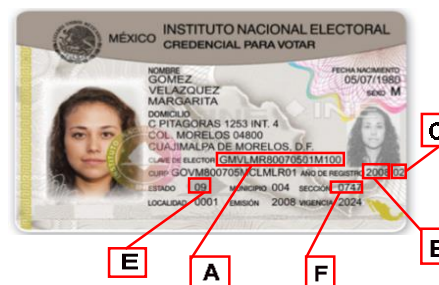 MÉXICO INSTITUTO NACIONAL ELECTORAL
CREDENCIAL PARA VOTAR
NOMBRE
GOMEZ
VELAZQUEZ
MARGARITA
FECHA NACIMIENTO
05/07/1980
SEXO M
DOMICILIO
C PITAGORAS 1253 INT. 4
COL. MORELOS 04800
CUAJIMALPA DE MORELOS, D.F.
CLAVE DE ELECTOR GMVLMR80070501M100
CURP GOVM800705MCLMLR01 AÑO DE REGISTRO 2008 02
ESTADO 09 MUNICIPIO 004 SECCIÓN 0747
LOCALIDAD 0001 EMISIÓN 2008 VIGENCIA 2024
C
E
A
F
B